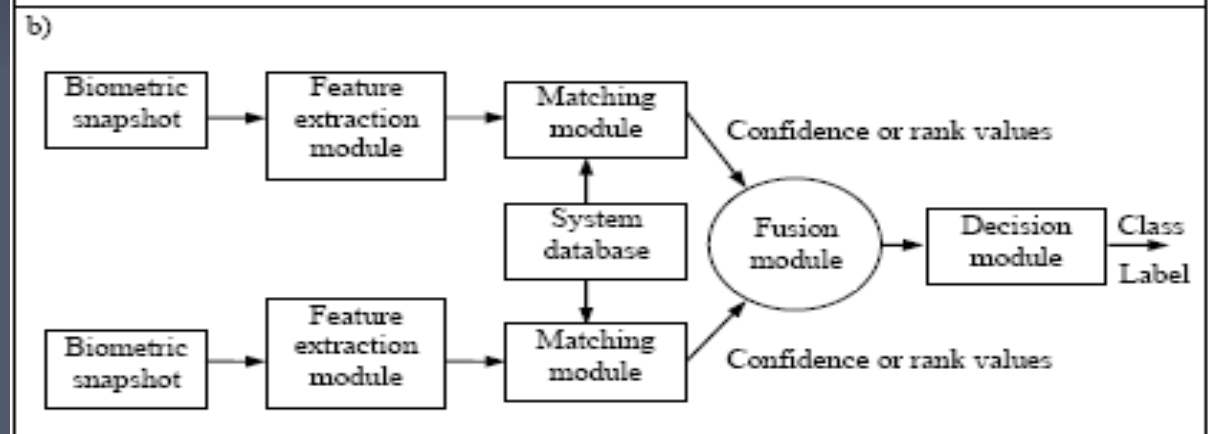 b)
Biometric
snapshot
Feature
extraction
module
Matching
module
Confidence or rank values
System
database
Fusion
module
Decision
module
Class
Label
Biometric
snapshot
Feature
extraction
module
Matching
module
Confidence or rank values